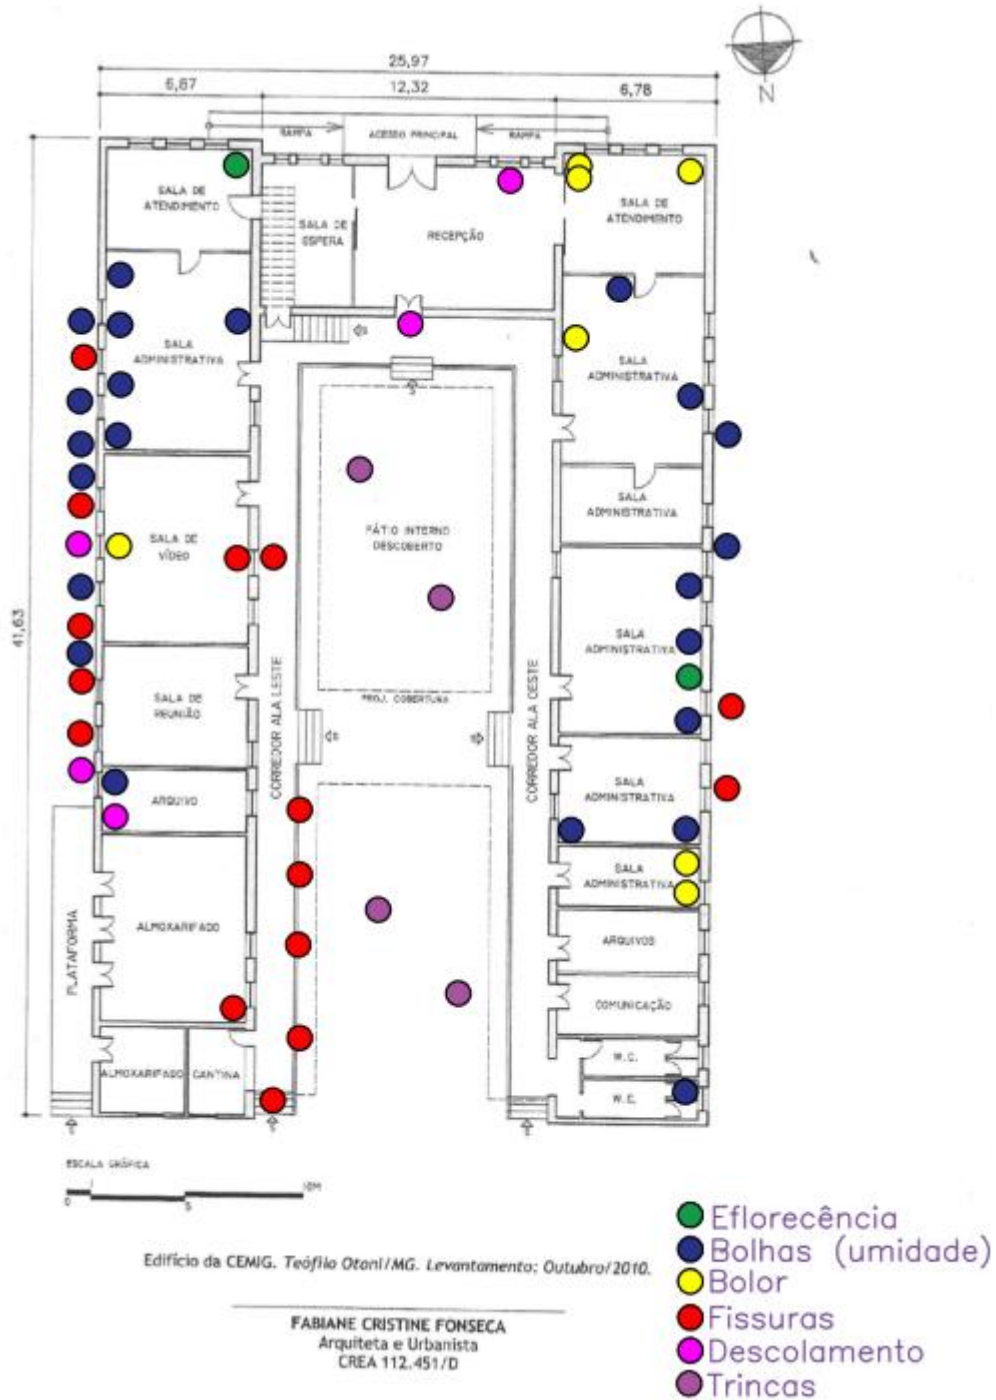 N
25,97
6,87
12,32
6,78
RAMPA
ACESSO PRINCIPAL
RAMPA
SALA DE
ATENDIMENTO
SALA DE
ESPERA
RECEPÇÃO
SALA DE
ATENDIMENTO
SALA
ADMINISTRATIVA
SALA
ADMINISTRATIVA
SALA
ADMINISTRATIVA
SALA DE
VÍDEO
PÁTIO INTERNO
DESCOBERTO
41,63
SALA
ADMINISTRATIVA
SALA DE
REUNIÃO
PROJ. COBERTURA
CORREDOR ALA LESTE
CORREDOR ALA OESTE
ARQUIVO
SALA
ADMINISTRATIVA
SALA
ADMINISTRATIVA
PLATAFORMA
ALMOXARIFADO
ARQUIVOS
COMUNICAÇÃO
W.C.
ALMOXARIFADO
CANTINA
W.C.
ESCALA GRÁFICA
0
5
10M
Eflorecência
Bolhas (umidade)
Bolor
Fissuras
Descolamento
Trincas
Edifício da CEMIG. Teófilo Otoni/MG. Levantamento: Outubro/2010.
FABIANE CRISTINE FONSECA
Arquiteta e Urbanista
CREA 112.451/D